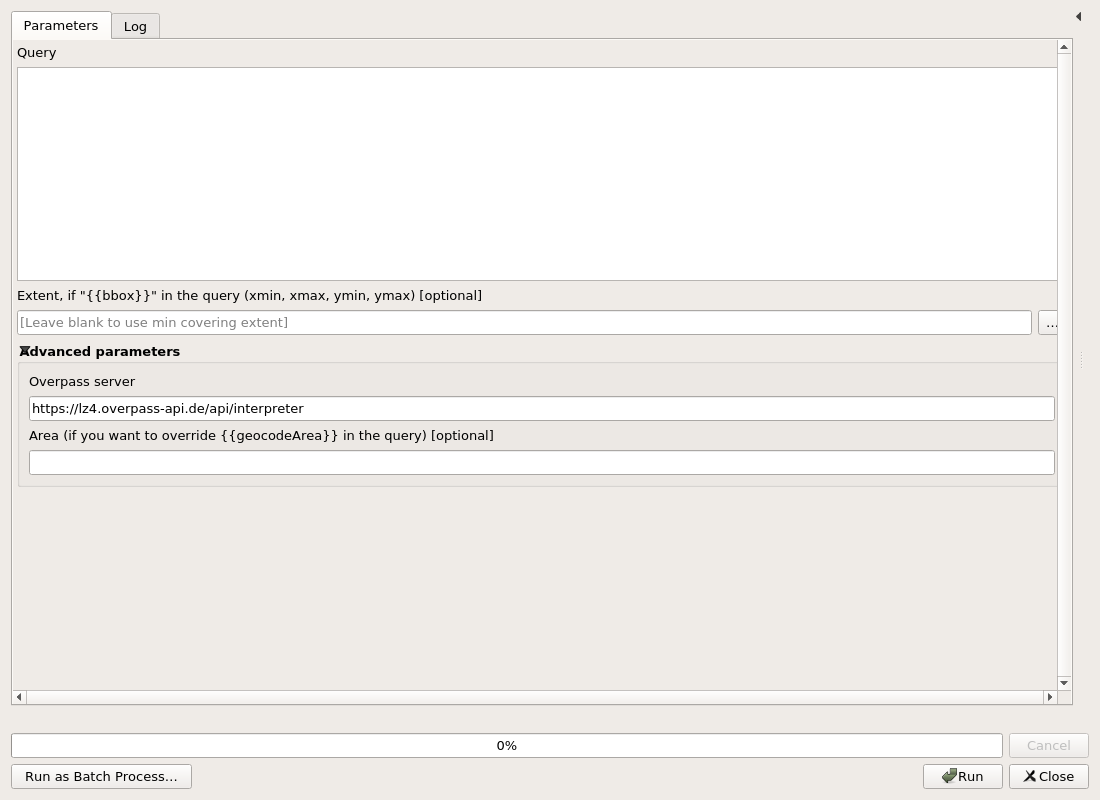 Parameters
Log
Query
Extent, if "{{bbox}}" in the query (xmin, xmax, ymin, ymax) [optional]
[Leave blank to use min covering extent]
...
Advanced parameters
Overpass server
https://lz4.overpass-api.de/api/interpreter
Area (if you want to override {{geocodeArea}} in the query) [optional]
0%
Cancel
Run as Batch Process...
Run
Close